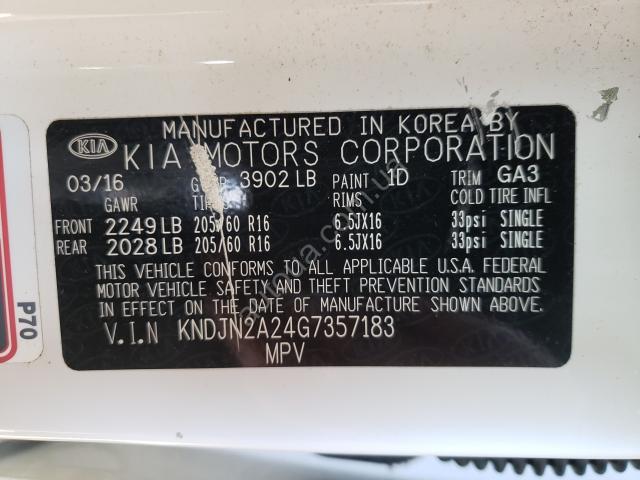 MANUFACTURED IN KOREA BY
KIA KIA MOTORS CORPORATION
03/16 3902 LB PAINT 1D TRIM GA3
GAWR RIMS COLD TIRE INFL
FRONT 2249 LB 205/60 R16 6.5JX16 33psi SINGLE
REAR 2028 LB 205/60 R16 6.5JX16 33psi SINGLE
THIS VEHICLE CONFORMS TO ALL APPLICABLE U.S.A. FEDERAL
MOTOR VEHICLE SAFETY AND THEFT PREVENTION STANDARDS
IN EFFECT ON THE DATE OF MANUFACTURE SHOWN ABOVE.
V.I.N KNDJN2A24G7357183
MPV
P70